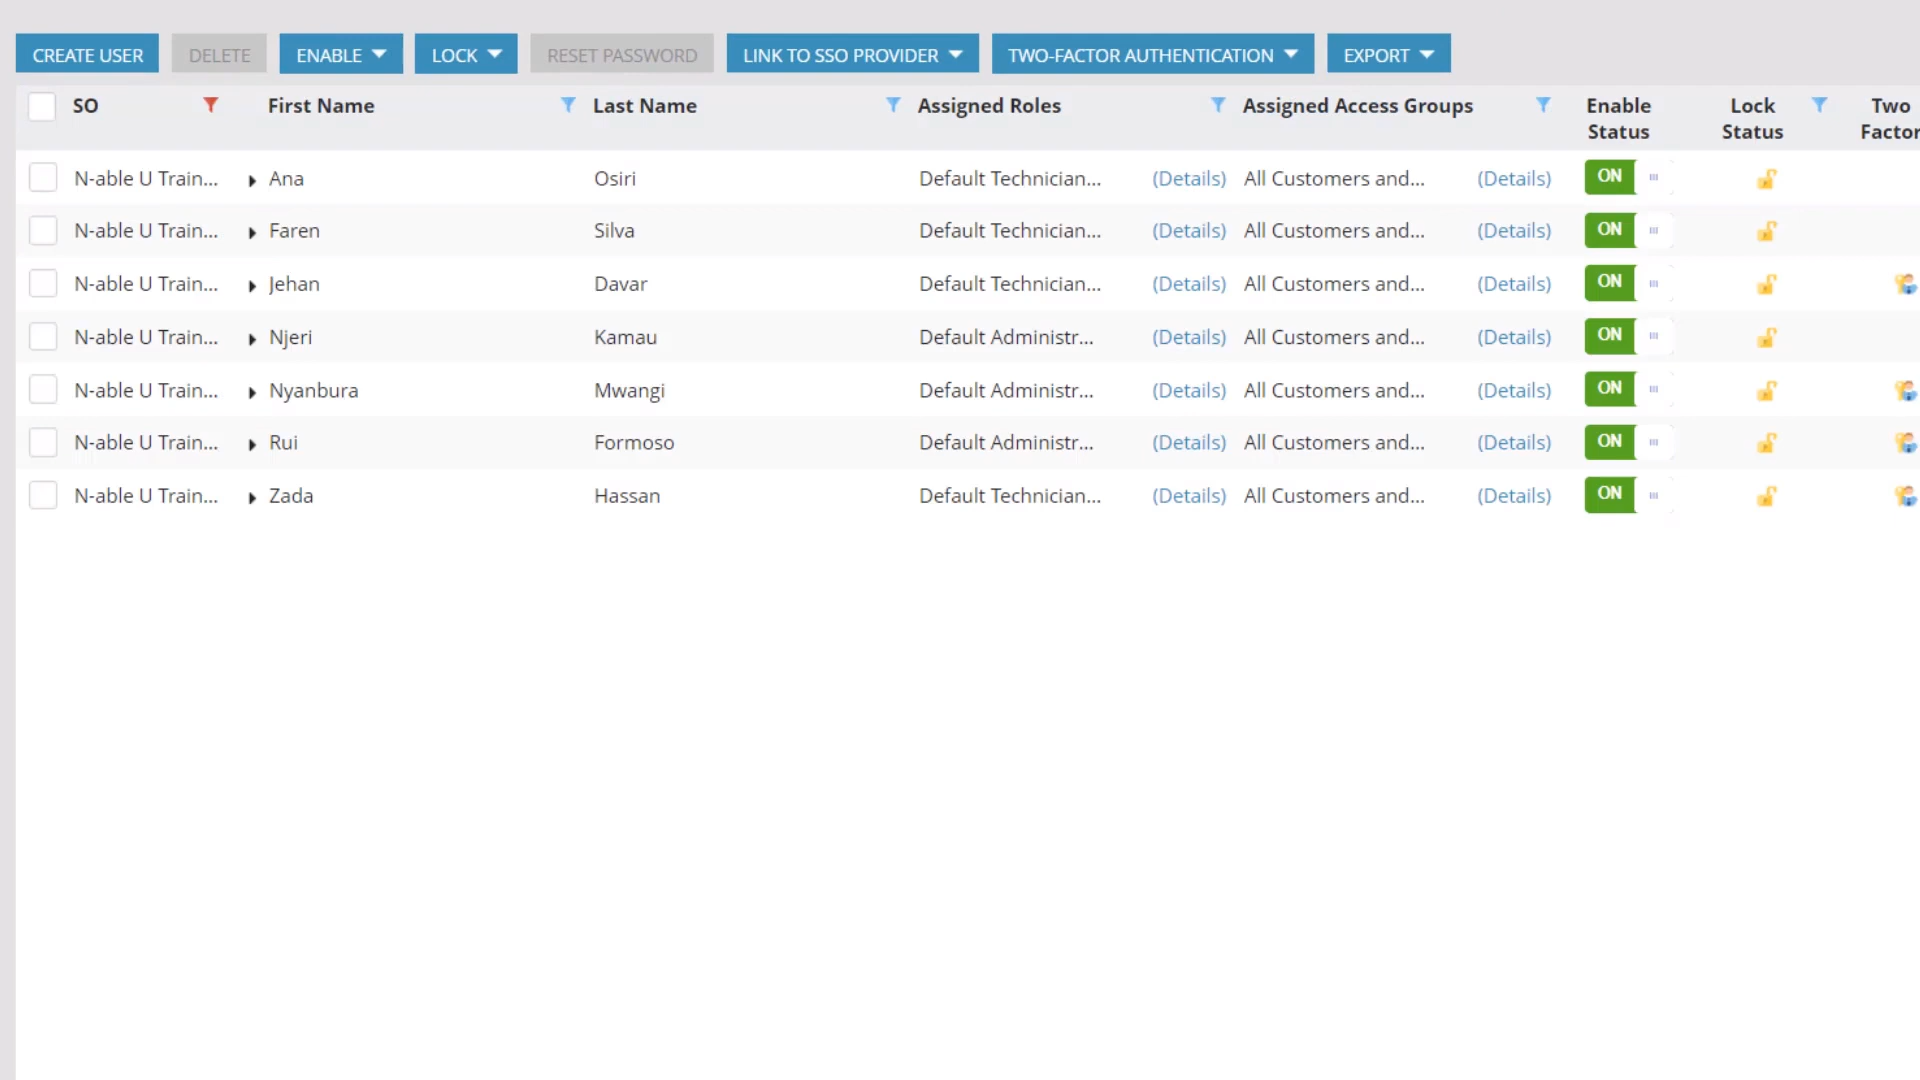 CREATE USER DELETE ENABLE LOCK RESET PASSWORD LINK TO SSO PROVIDER TWO-FACTOR AUTHENTICATION EXPORT
SO First Name Last Name Assigned Roles Assigned Access Groups Enable Status Lock Status Two Factor
N-able U Train... Ana Osiri Default Technician... (Details) All Customers and... (Details) ON
N-able U Train... Faren Silva Default Technician... (Details) All Customers and... (Details) ON
N-able U Train... Jehan Davar Default Technician... (Details) All Customers and... (Details) ON
N-able U Train... Njeri Kamau Default Administr... (Details) All Customers and... (Details) ON
N-able U Train... Nyanbura Mwangi Default Administr... (Details) All Customers and... (Details) ON
N-able U Train... Rui Formoso Default Administr... (Details) All Customers and... (Details) ON
N-able U Train... Zada Hassan Default Technician... (Details) All Customers and... (Details) ON